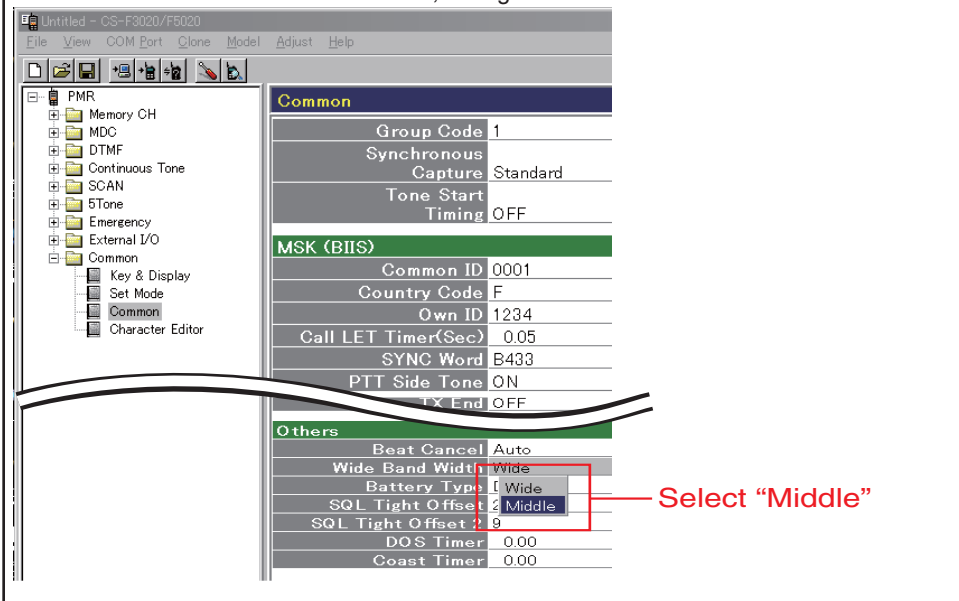 Untitled - CS-F3020/F5020
File View COM Port Clone Model Adjust Help
PMR
Memory CH
MDC
DTMF
Continuous Tone
SCAN
5Tone
Emergency
External I/O
Common
Key & Display
Set Mode
Common
Character Editor
Common
Group Code 1
Synchronous
Capture Standard
Tone Start
Timing OFF
MSK (BIIS)
Common ID 0001
Country Code F
Own ID 1234
Call LET Timer(Sec) 0.05
SYNC Word B433
PTT Side Tone ON
TX End OFF
Others
Beat Cancel Auto
Wide Band Width Wide
Battery Type
Wide
SQL Tight Offset 2
Middle
SQL Tight Offset 2 9
DOS Timer 0.00
Coast Timer 0.00
Select “Middle”